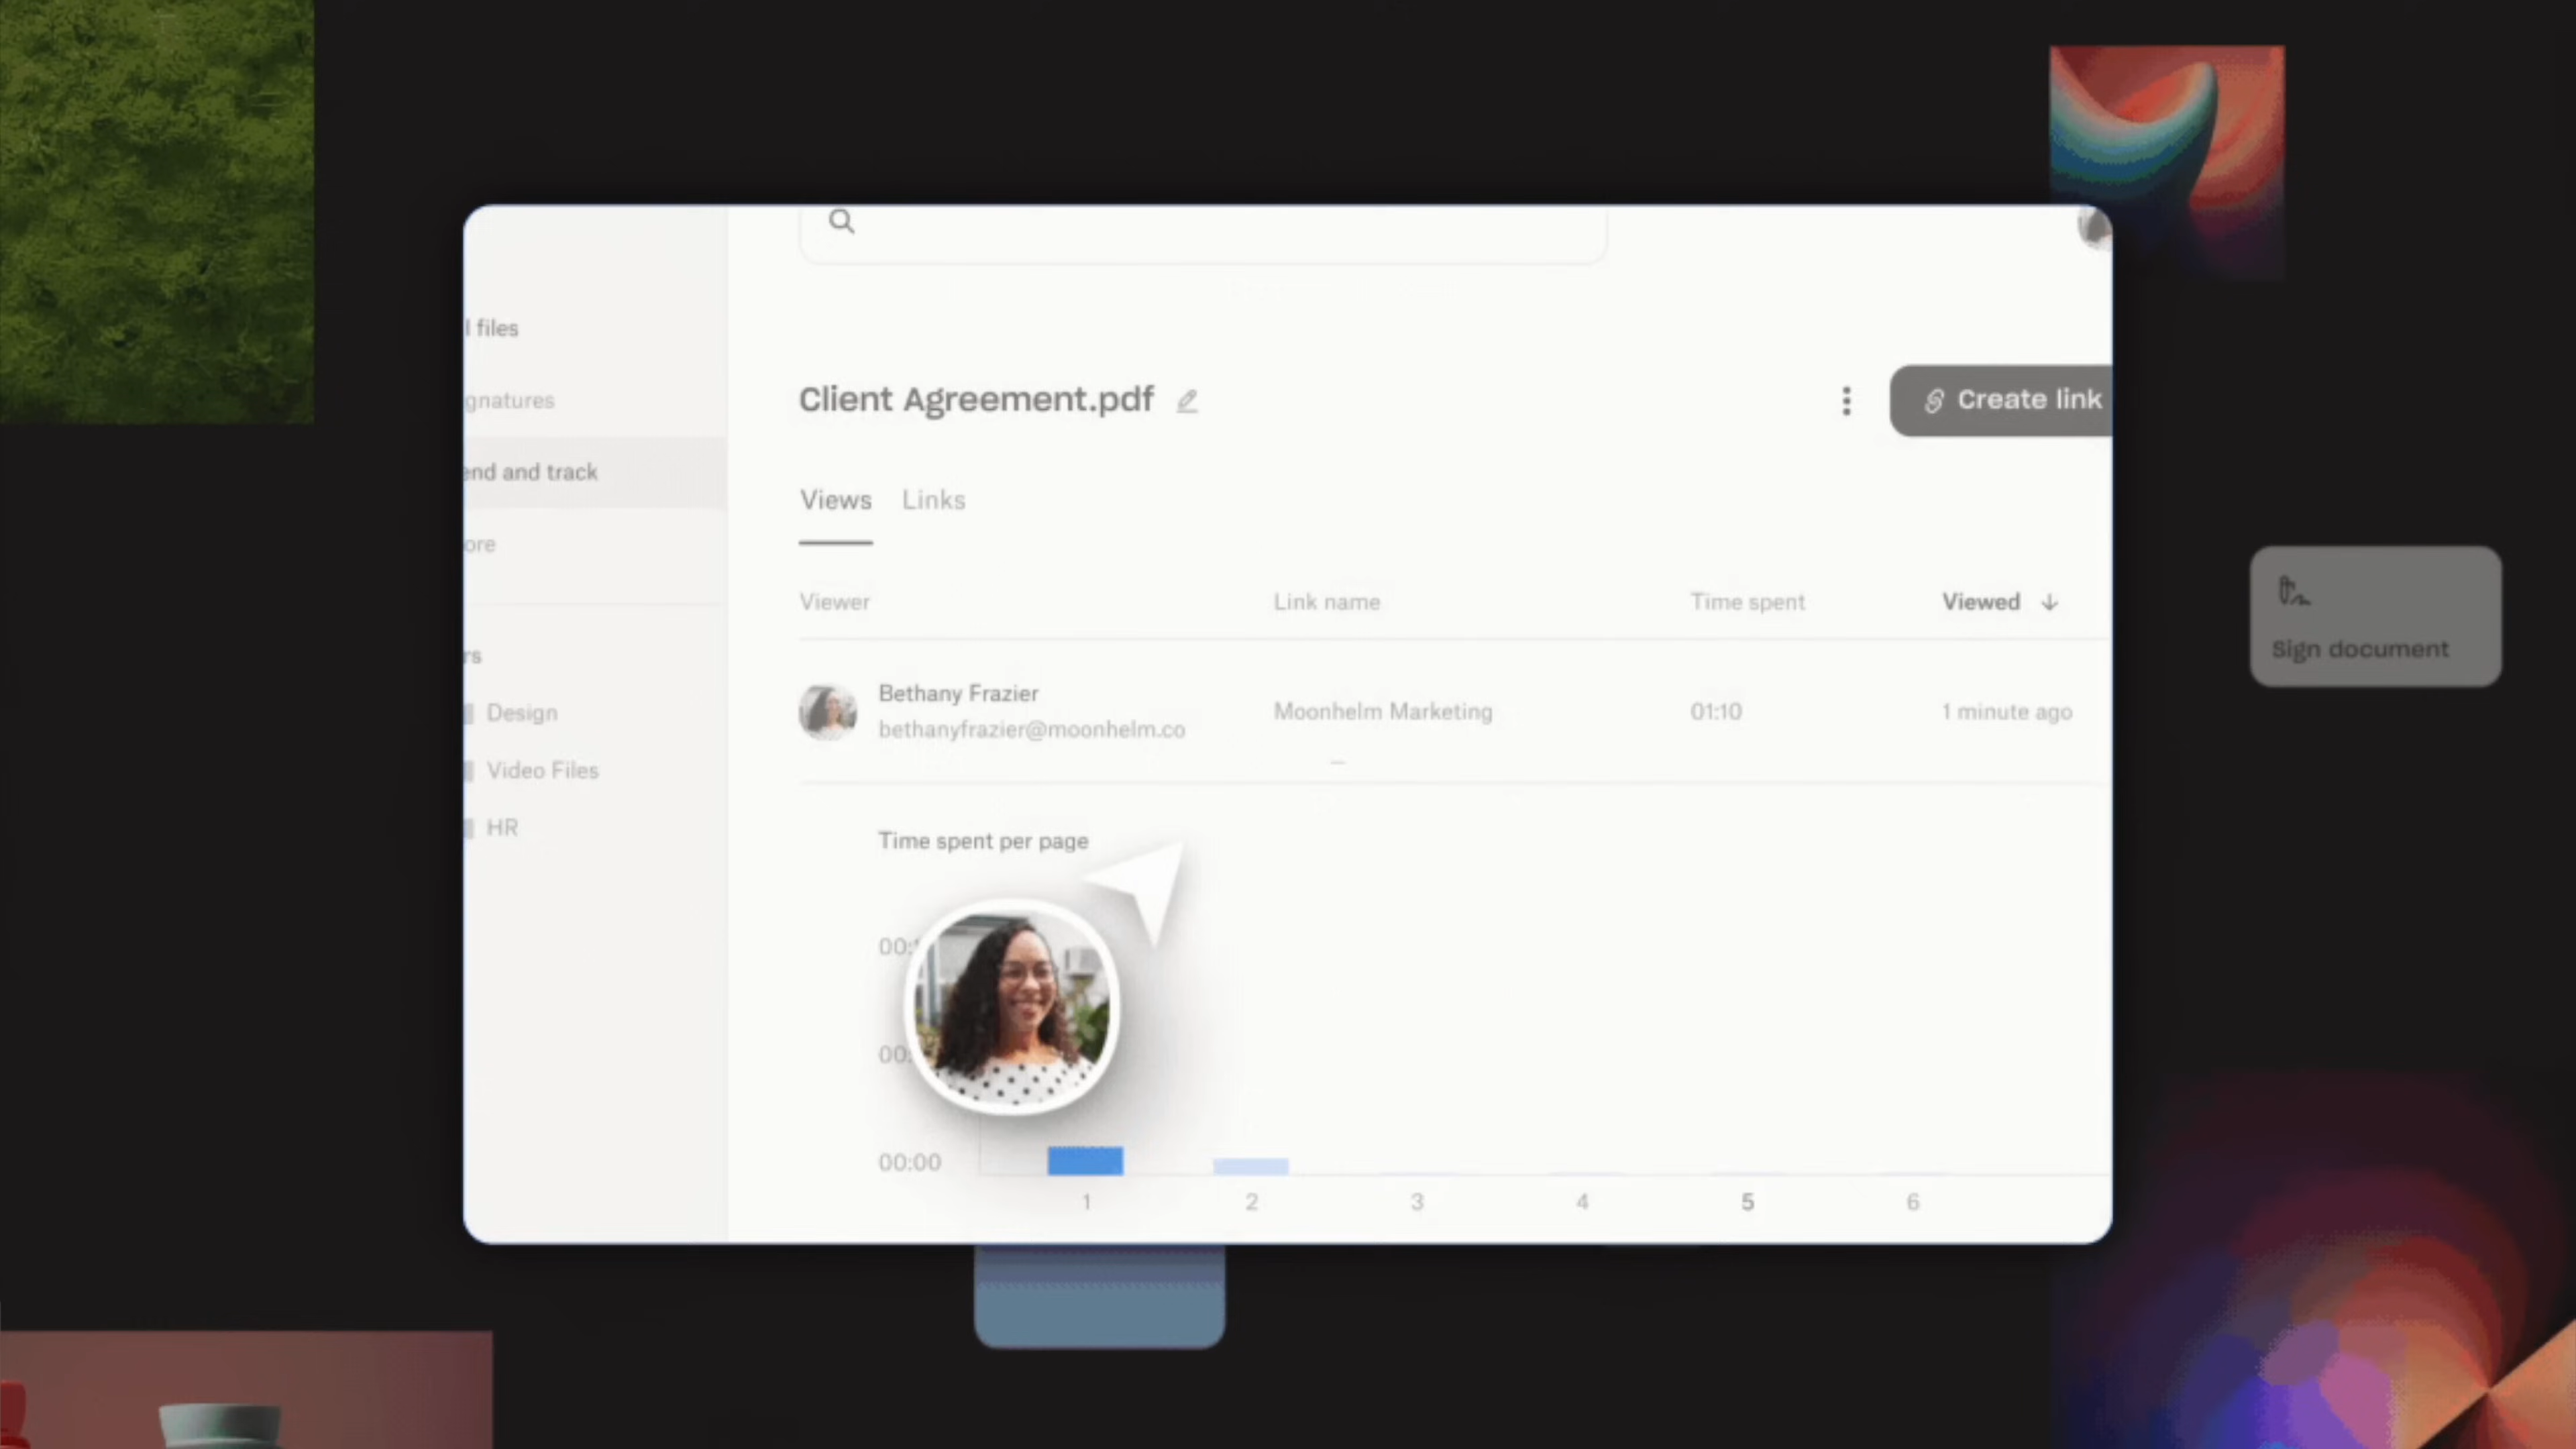 l files
gnatures
end and track
ore
rs
Design
Video Files
HR
Client Agreement.pdf
Create link
Views Links
Viewer Link name Time spent Viewed
Bethany Frazier
bethanyfrazier@moonhelm.co
Moonhelm Marketing 01:10 1 minute ago
Time spent per page
00:
00:
00:00
1 2 3 4 5 6
Sign document